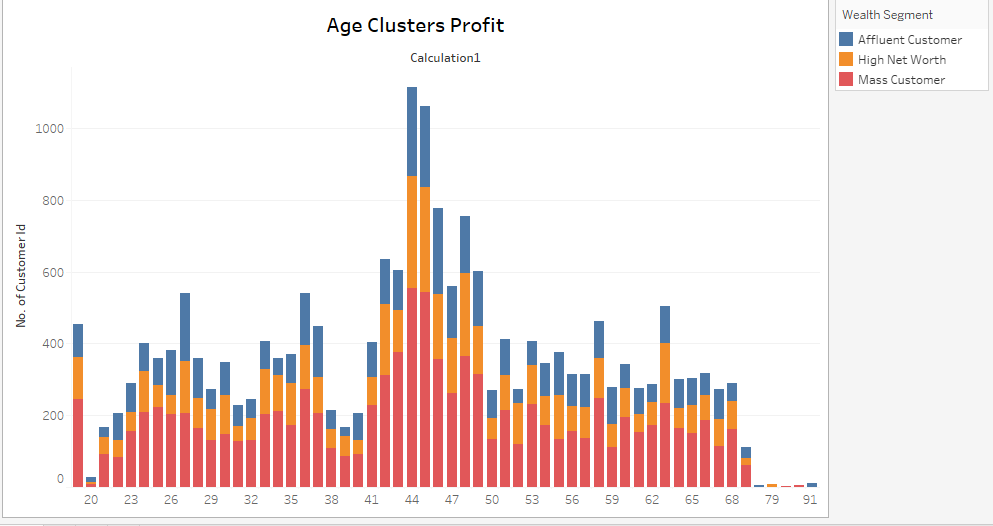 Age Clusters Profit
Calculation1
Wealth Segment
Affluent Customer
High Net Worth
Mass Customer
No. of Customer Id
1000
800
600
400
200
0
20 23 26 29 32 35 38 41 44 47 50 53 56 59 62 65 68 79 91